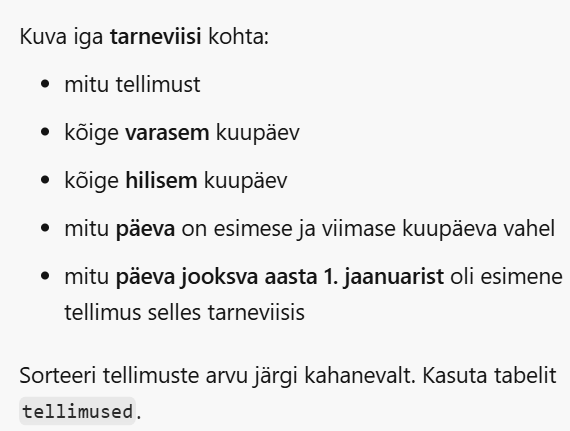 Kuva iga tarneviisi kohta:
• mitu tellimust
• kõige varasem kuupäev
• kõige hilisem kuupäev
• mitu päeva on esimese ja viimase kuupäeva vahel
• mitu päeva jooksva aasta 1. jaanuarist oli esimene
tellimus selles tarneviisis
Sorteeri tellimuste arvu järgi kahanevalt. Kasuta tabelit
tellimused.